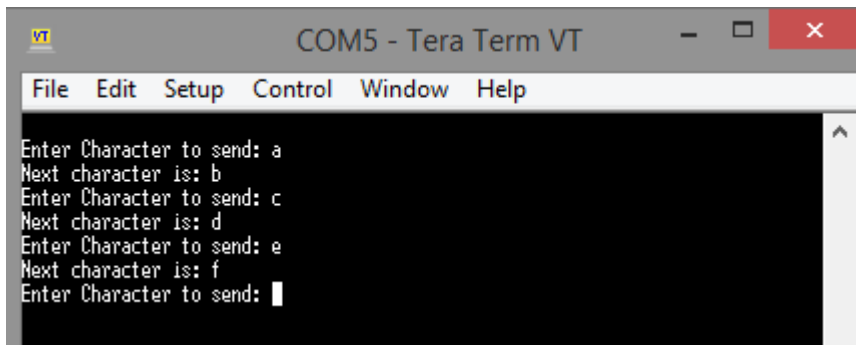 VT
COM5 - Tera Term VT
File Edit Setup Control Window Help
Enter Character to send: a
Next character is: b
Enter Character to send: c
Next character is: d
Enter Character to send: e
Next character is: f
Enter Character to send: